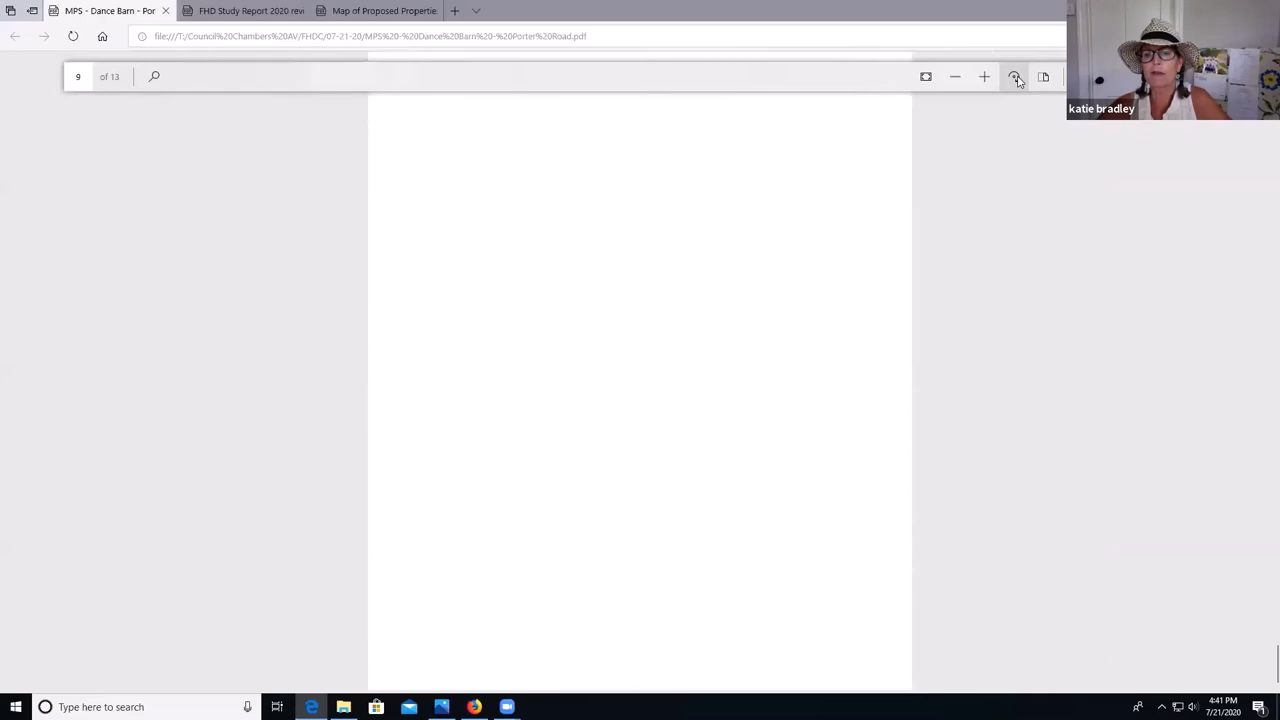 MPS - Dance Barn - Por
FHD Study Report 2020 revi
Map of Proposed Propertie:
file:///T:/Council%20Chambers%20AV/FHDC/07-21-20/MPS%20-%20Dance%20Barn%20-%20Porter%20Road.pdf
9 of 13
katie bradley
Type here to search
4:41 PM
7/21/2020
1